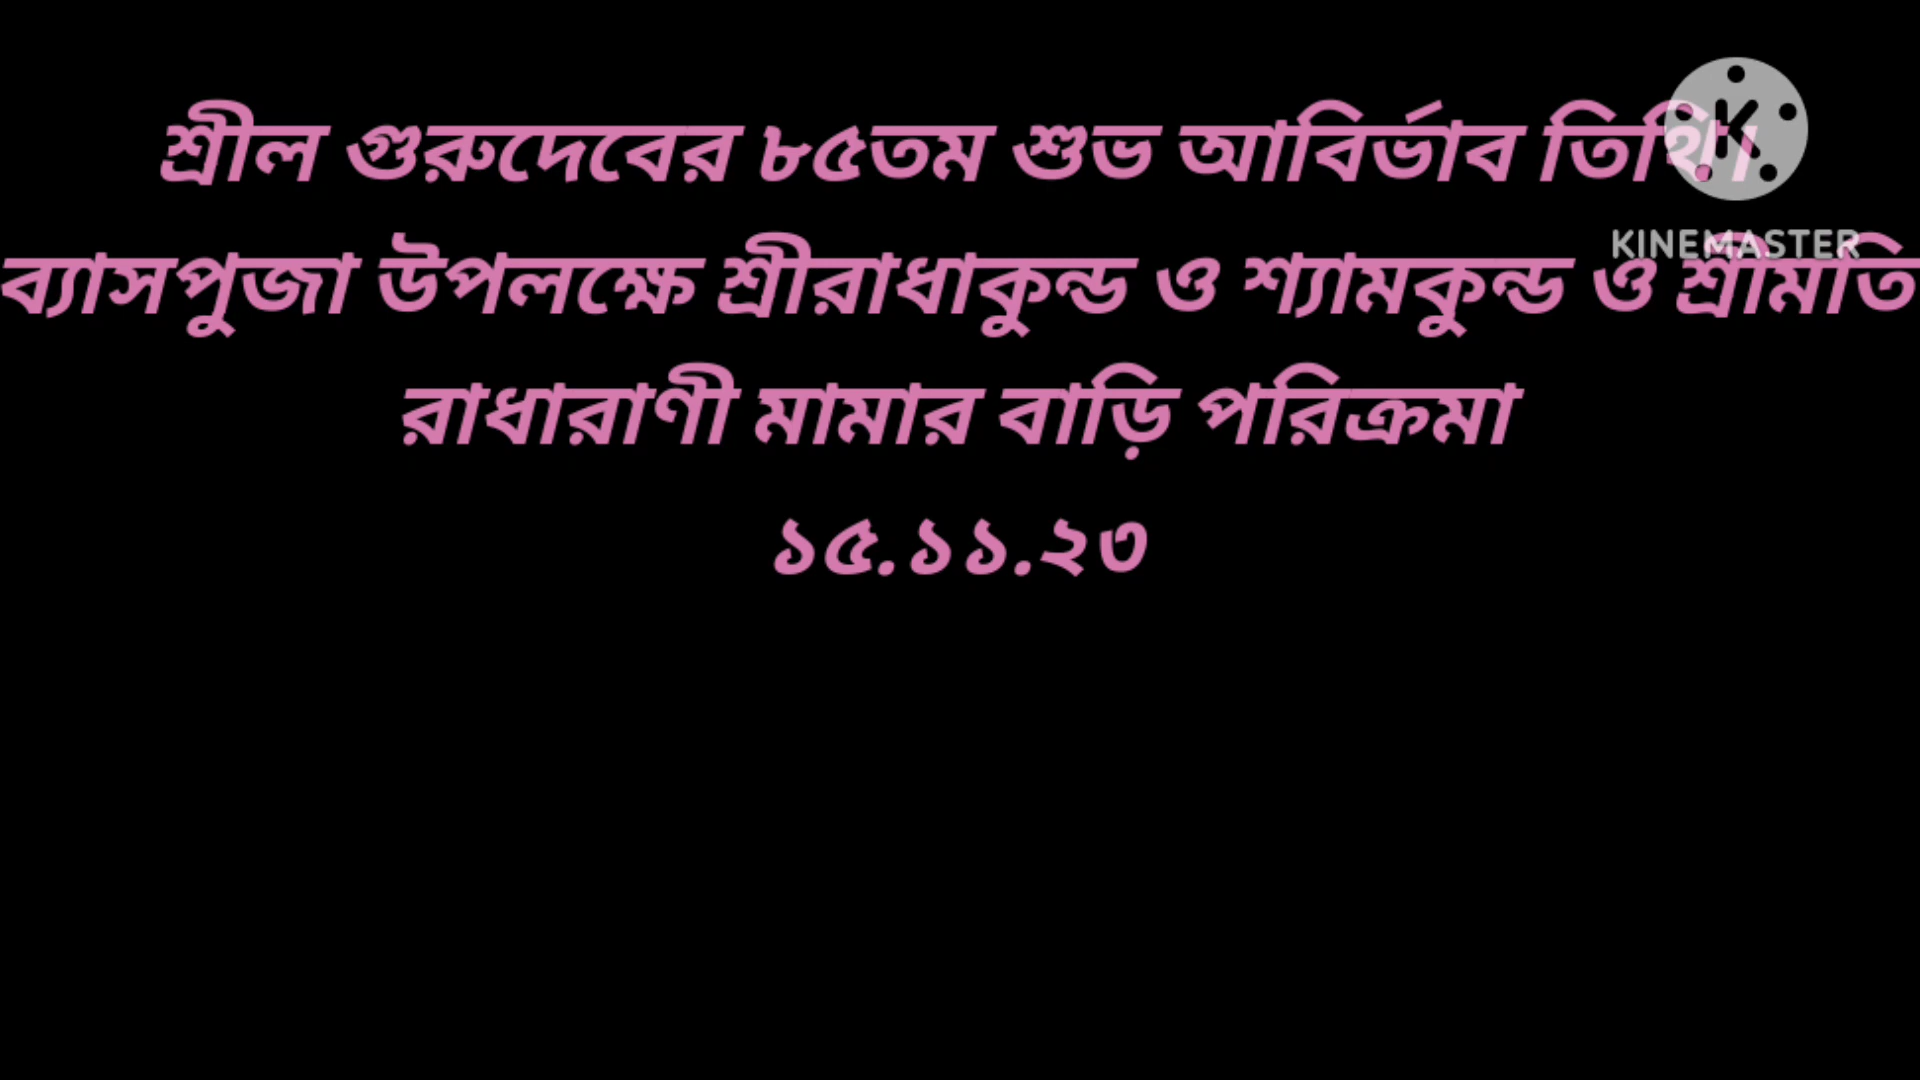 শ্রীল গুরুদেবের ৮৫তম শুভ আবির্ভাব তিথি।
ব্যাসপুজা উপলক্ষে শ্রীরাধাকুন্ড ও শ্যামকুন্ড ও শ্রীমতি
রাধারাণী মামার বাড়ি পরিক্রমা
১৫.১১.২৩
KINEMASTER